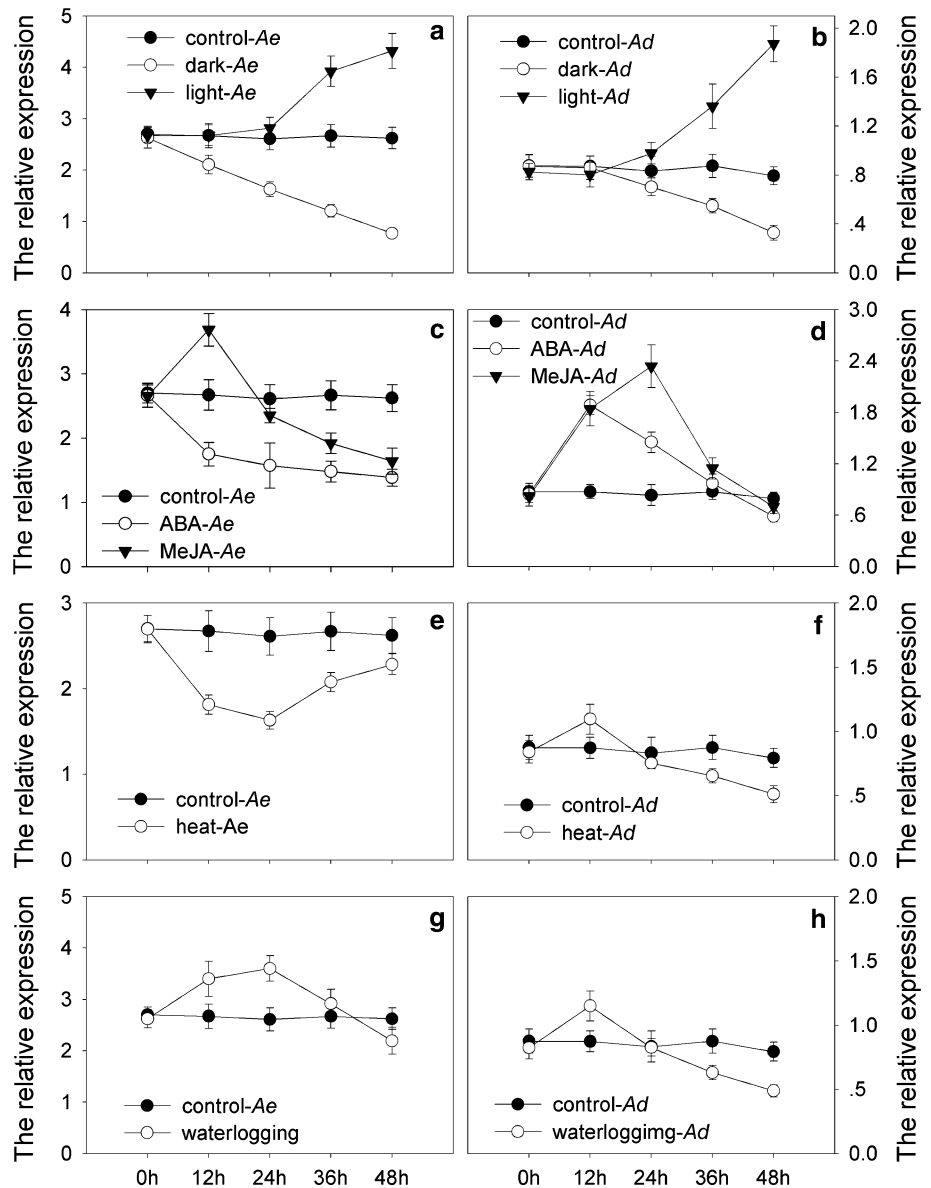 The relative expression
5
4
3
2
1
0
a
control-Ae
dark-Ae
light-Ae
b
control-Ad
dark-Ad
light-Ad
2.0
1.6
1.2
.8
.4
0.0
The relative expression
The relative expression
4
3
2
1
0
c
control-Ae
ABA-Ae
MeJA-Ae
d
control-Ad
ABA-Ad
MeJA-Ad
3.0
2.4
1.8
1.2
.6
0.0
The relative expression
The relative expression
3
2
1
0
e
control-Ae
heat-Ae
f
control-Ad
heat-Ad
2.0
1.5
1.0
.5
0.0
The relative expression
The relative expression
5
4
3
2
1
0
g
control-Ae
waterlogging
0h 12h 24h 36h 48h
h
control-Ad
waterloggimg-Ad
2.0
1.5
1.0
.5
0.0
The relative expression
0h 12h 24h 36h 48h